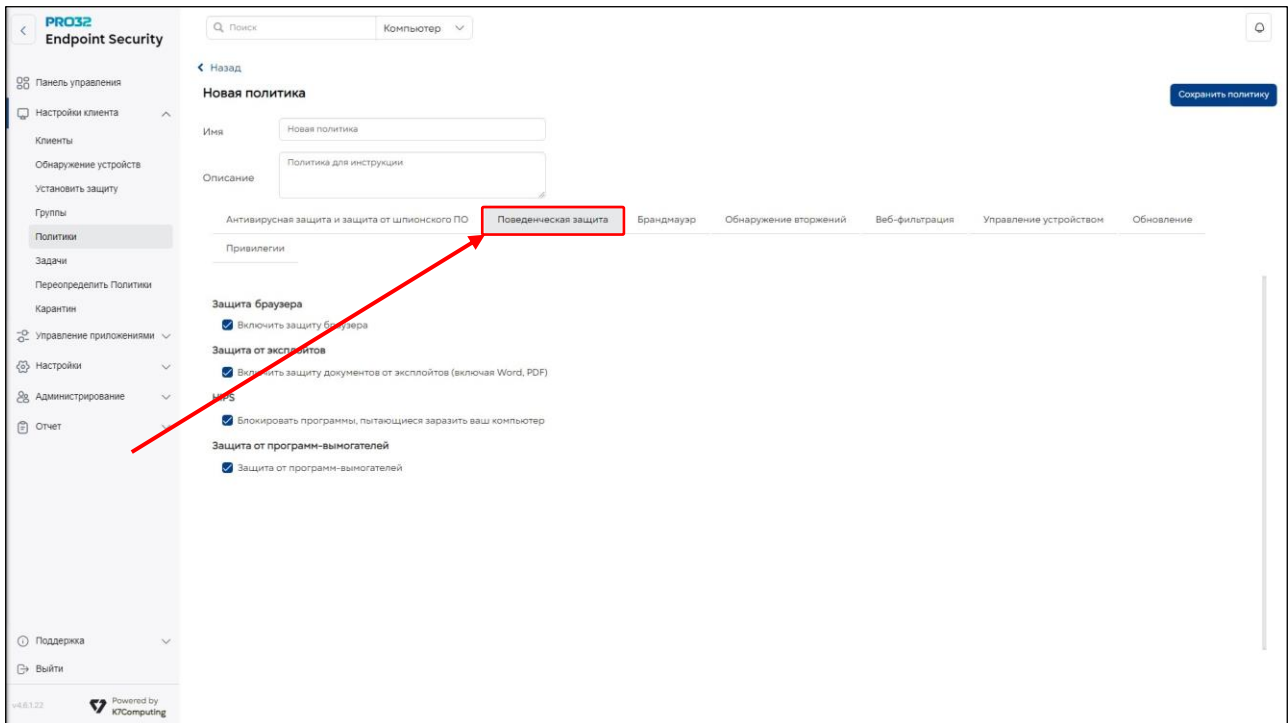 PRO32
Endpoint Security
Поиск
Компьютер
Панель управления
Настройки клиента
Клиенты
Обнаружение устройств
Установить защиту
Группы
Политики
Задачи
Переопределить Политики
Карантин
Управление приложениями
Настройки
Администрирование
Отчет
Поддержка
Выйти
v4.6.1.22
Powered by
K7Computing
Назад
Новая политика
Сохранить политику
Имя
Новая политика
Описание
Политика для инструкции
Антивирусная защита и защита от шпионского ПО
Поведенческая защита
Брандмауэр
Обнаружение вторжений
Веб-фильтрация
Управление устройством
Обновление
Привилегии
Защита браузера
Включить защиту браузера
Защита от эксплойтов
Включить защиту документов от эксплойтов (включая Word, PDF)
HIPS
Блокировать программы, пытающиеся заразить ваш компьютер
Защита от программ-вымогателей
Защита от программ-вымогателей